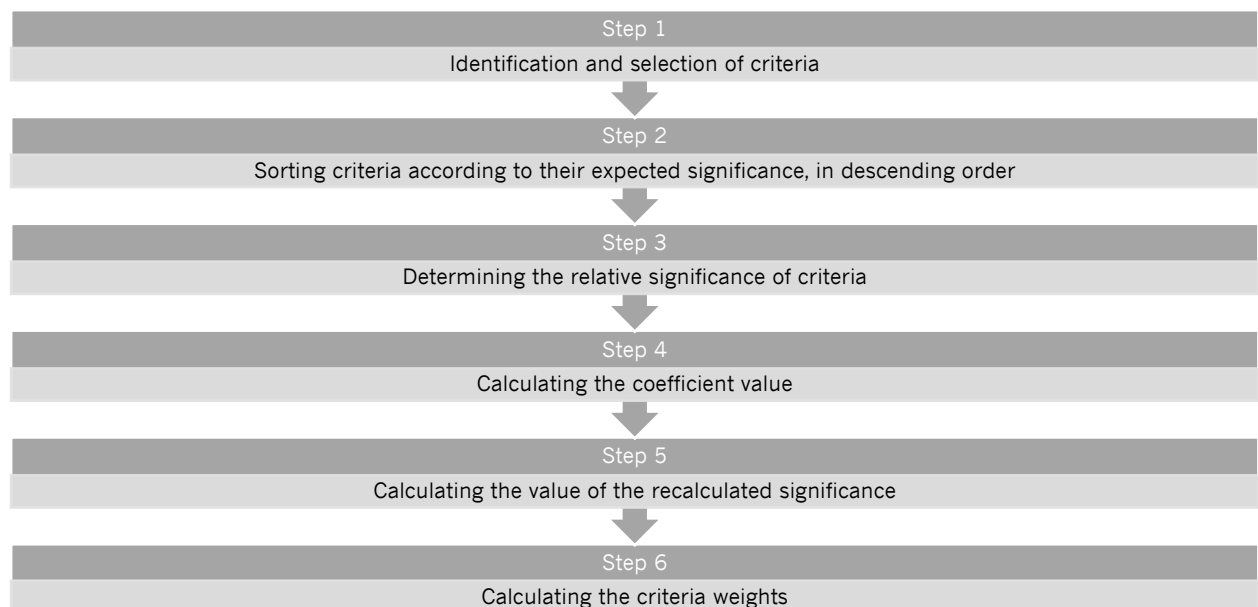 Step 1
Identification and selection of criteria
Step 2
Sorting criteria according to their expected significance, in descending order
Step 3
Determining the relative significance of criteria
Step 4
Calculating the coefficient value
Step 5
Calculating the value of the recalculated significance
Step 6
Calculating the criteria weights